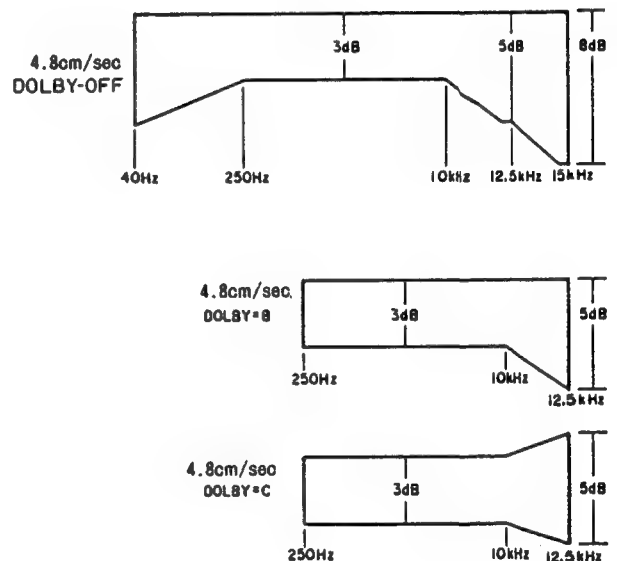 3dB
5dB
8dB
4.8cm/sec
DOLBY-OFF
40Hz
250Hz
10kHz
12.5kHz
15kHz
4.8cm/sec.
DOLBY=B
3dB
5dB
250Hz
10kHz
12.5kHz
4.8cm/sec
DOLBY=C
3dB
5dB
250Hz
10kHz
12.5kHz